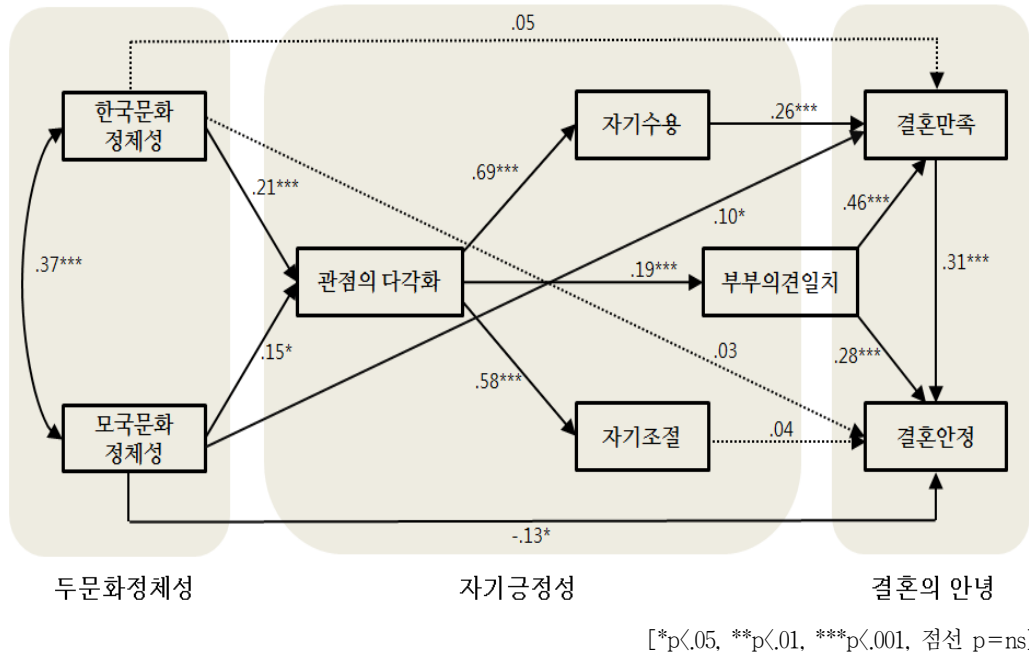 .05
한국문화
정체성
자기수용
.26***
결혼만족
.69***
.21***
.10*
.46***
.37***
관점의 다각화
.19***
부부의견일치
.31***
.15*
.03
.28***
.58***
모국문화
정체성
자기조절
.04
결혼안정
-.13*
두문화정체성
자기긍정성
결혼의 안녕
[*p<.05, **p<.01, ***p<.001, 점선 p=ns]